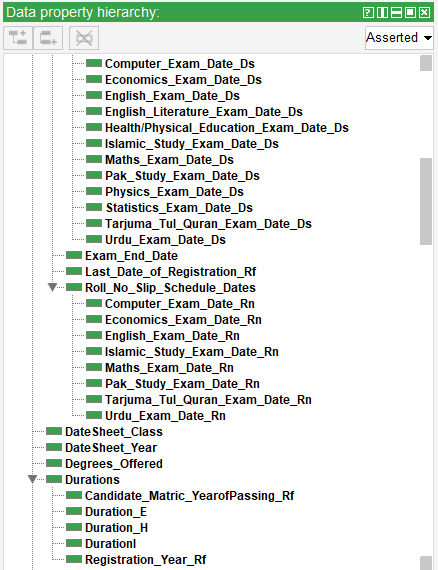 Data property hierarchy:
Asserted
Computer_Exam_Date_Ds
Economics_Exam_Date_Ds
English_Exam_Date_Ds
English_Literature_Exam_Date_Ds
Health/Physical_Education_Exam_Date_Ds
Islamic_Study_Exam_Date_Ds
Maths_Exam_Date_Ds
Pak_Study_Exam_Date_Ds
Physics_Exam_Date_Ds
Statistics_Exam_Date_Ds
Tarjuma_Tul_Quran_Exam_Date_Ds
Urdu_Exam_Date_Ds
Exam_End_Date
Last_Date_of_Registration_Rf
Roll_No_Slip_Schedule_Dates
Computer_Exam_Date_Rn
Economics_Exam_Date_Rn
English_Exam_Date_Rn
Islamic_Study_Exam_Date_Rn
Maths_Exam_Date_Rn
Pak_Study_Exam_Date_Rn
Tarjuma_Tul_Quran_Exam_Date_Rn
Urdu_Exam_Date_Rn
DateSheet_Class
DateSheet_Year
Degrees_Offered
Durations
Candidate_Matric_YearofPassing_Rf
Duration_E
Duration_H
DurationI
Registration_Year_Rf